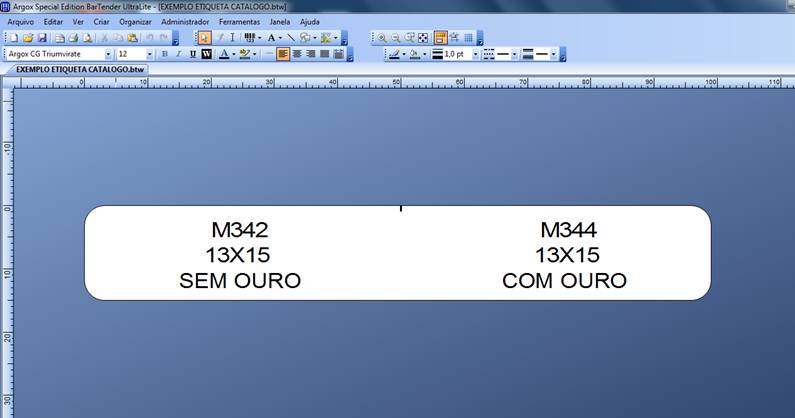 Argox Special Edition BarTender UltraLite - [EXEMPLO ETIQUETA CATALOGO.btw]
Arquivo Editar Ver Criar Organizar Administrador Ferramentas Janela Ajuda
Argox CG Triumvirate 12 N I U W A 1,0 pt
EXEMPLO ETIQUETA CATALOGO.btw
0 10 20 30 40 50 60 70 80 90 100 110
-10
0
10
20
30
M342
13X15
SEM OURO
M344
13X15
COM OURO